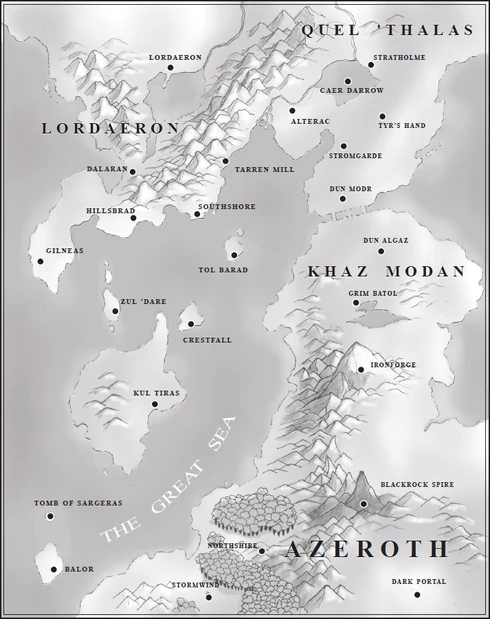 QUEL 'THALAS
LORDAERON
STRATHOLME
CAER DARROW
ALTERAC
TYR'S HAND
LORDAERON
STROMGARDE
DALARAN
TARREN MILL
DUN MODR
HILLSBRAD
SOUTHSHORE
GILNEAS
DUN ALGAZ
TOL BARAD
KHAZ MODAN
GRIM BATOL
ZUL 'DARE
CRESTFALL
IRONFORGE
KUL TIRAS
THE GREAT SEA
BLACKROCK SPIRE
TOMB OF SARGERAS
NORTHSHIRE
AZEROTH
BALOR
STORMWIND
DARK PORTAL